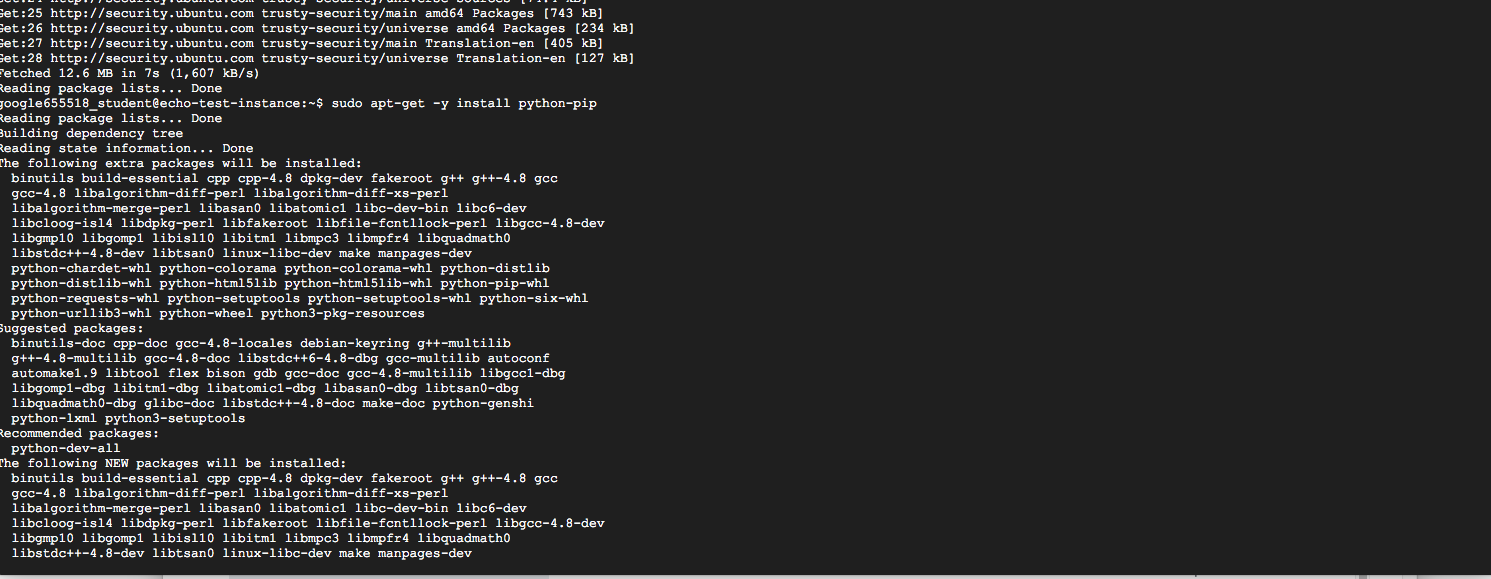 Get:25 http://security.ubuntu.com trusty-security/main amd64 Packages [743 kB]
Get:26 http://security.ubuntu.com trusty-security/universe amd64 Packages [234 kB]
Get:27 http://security.ubuntu.com trusty-security/main Translation-en [405 kB]
Get:28 http://security.ubuntu.com trusty-security/universe Translation-en [127 kB]
Fetched 12.6 MB in 7s (1,607 kB/s)
Reading package lists... Done
google655518_student@echo-test-instance:~$ sudo apt-get -y install python-pip
Reading package lists... Done
Building dependency tree
Reading state information... Done
The following extra packages will be installed:
binutils build-essential cpp cpp-4.8 dpkg-dev fakeroot g++ g++-4.8 gcc
gcc-4.8 libalgorithm-diff-perl libalgorithm-diff-xs-perl
libalgorithm-merge-perl libasan0 libatomic1 libc-dev-bin libc6-dev
libcloog-isl4 libdpkg-perl libfakeroot libfile-fcntllock-perl libgcc-4.8-dev
libgmp10 libgomp1 libisl10 libitm1 libmpc3 libmpfr4 libquadmath0
libstdc++-4.8-dev libtsan0 linux-libc-dev make manpages-dev
python-chardet-whl python-colorama python-colorama-whl python-distlib
python-distlib-whl python-html5lib python-html5lib-whl python-pip-whl
python-requests-whl python-setuptools python-setuptools-whl python-six-whl
python-urllib3-whl python-wheel python3-pkg-resources
Suggested packages:
binutils-doc cpp-doc gcc-4.8-locales debian-keyring g++-multilib
g++-4.8-multilib gcc-4.8-doc libstdc++6-4.8-dbg gcc-multilib autoconf
automake1.9 libtool flex bison gdb gcc-doc gcc-4.8-multilib libgcc1-dbg
libgomp1-dbg libitm1-dbg libatomic1-dbg libasan0-dbg libtsan0-dbg
libquadmath0-dbg glibc-doc libstdc++-4.8-doc make-doc python-genshi
python-lxml python3-setuptools
Recommended packages:
python-dev-all
The following NEW packages will be installed:
binutils build-essential cpp cpp-4.8 dpkg-dev fakeroot g++ g++-4.8 gcc
gcc-4.8 libalgorithm-diff-perl libalgorithm-diff-xs-perl
libalgorithm-merge-perl libasan0 libatomic1 libc-dev-bin libc6-dev
libcloog-isl4 libdpkg-perl libfakeroot libfile-fcntllock-perl libgcc-4.8-dev
libgmp10 libgomp1 libisl10 libitm1 libmpc3 libmpfr4 libquadmath0
libstdc++-4.8-dev libtsan0 linux-libc-dev make manpages-dev